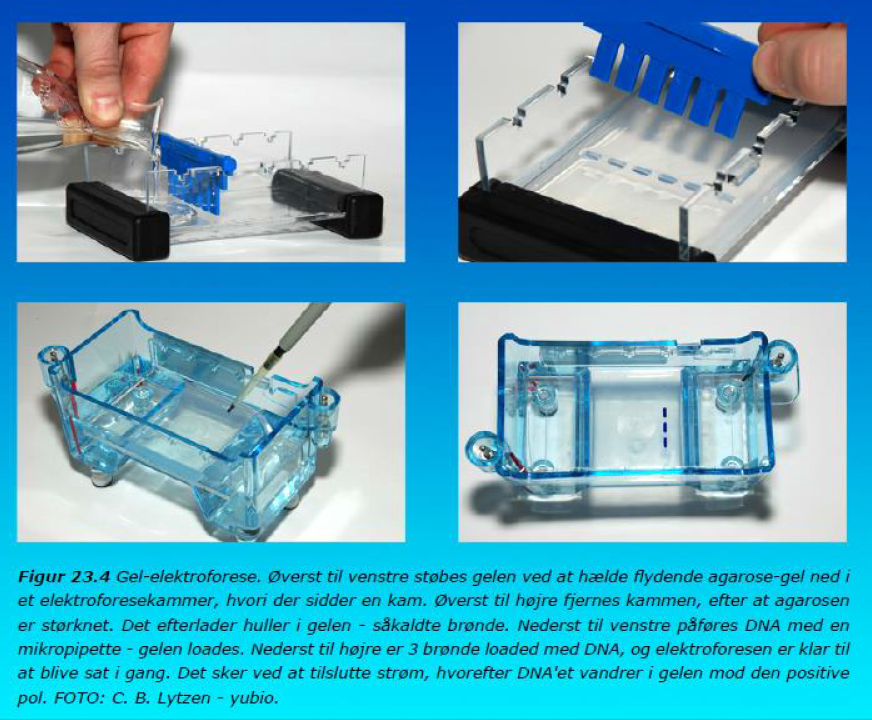 Figur 23.4 Gel-elektroforese. Øverst til venstre støbes gelen ved at hælde flydende agarose-gel ned i
et elektroforesekammer, hvori der sidder en kam. Øverst til højre fjernes kammen, efter at agarosen
er størknet. Det efterlader huller i gelen - såkaldte brønde. Nederst til venstre påføres DNA med en
mikropipette - gelen loades. Nederst til højre er 3 brønde loaded med DNA, og elektroforesen er klar til
at blive sat i gang. Det sker ved at tilslutte strøm, hvorefter DNA'et vandrer i gelen mod den positive
pol. FOTO: C. B. Lytzen - yubio.